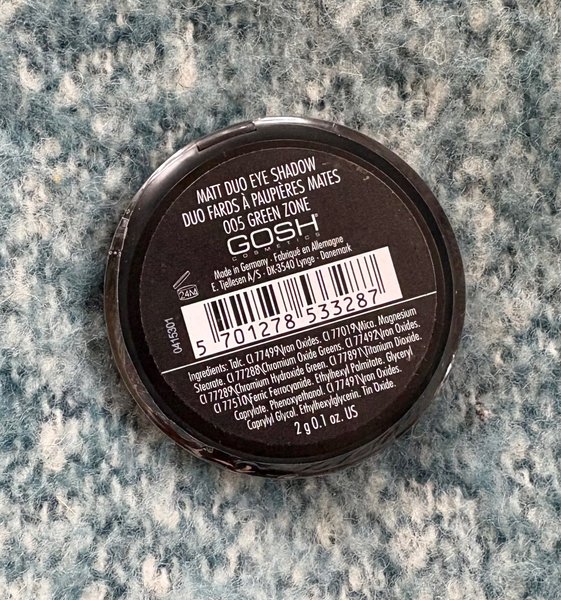 MATT DUO EYE SHADOW
DUO FARDS À PAUPIÈRES MATES
005 GREEN ZONE
GOSH
COSMETICS
Made in Germany · Fabriqué en Allemagne
E. Tjellesen A/S · DK-3540 Lynge · Danemark
24M
0415301
5 701278 533287
Ingredients: Talc. CI 77499\Iron Oxides. CI 77019\Mica. Magnesium
Stearate. CI 77288\Chromium Oxide Greens. CI 77492\Iron Oxides.
CI 77289\Chromium Hydroxide Green. CI 77891\Titanium Dioxide.
CI 77510\Ferric Ferrocyanide. Ethylhexyl Palmitate. Glyceryl
Caprylate. Phenoxyethanol. CI 77491\Iron Oxides.
Caprylyl Glycol. Ethylhexylglycerin. Tin Oxide.
2 g 0.1 oz. US